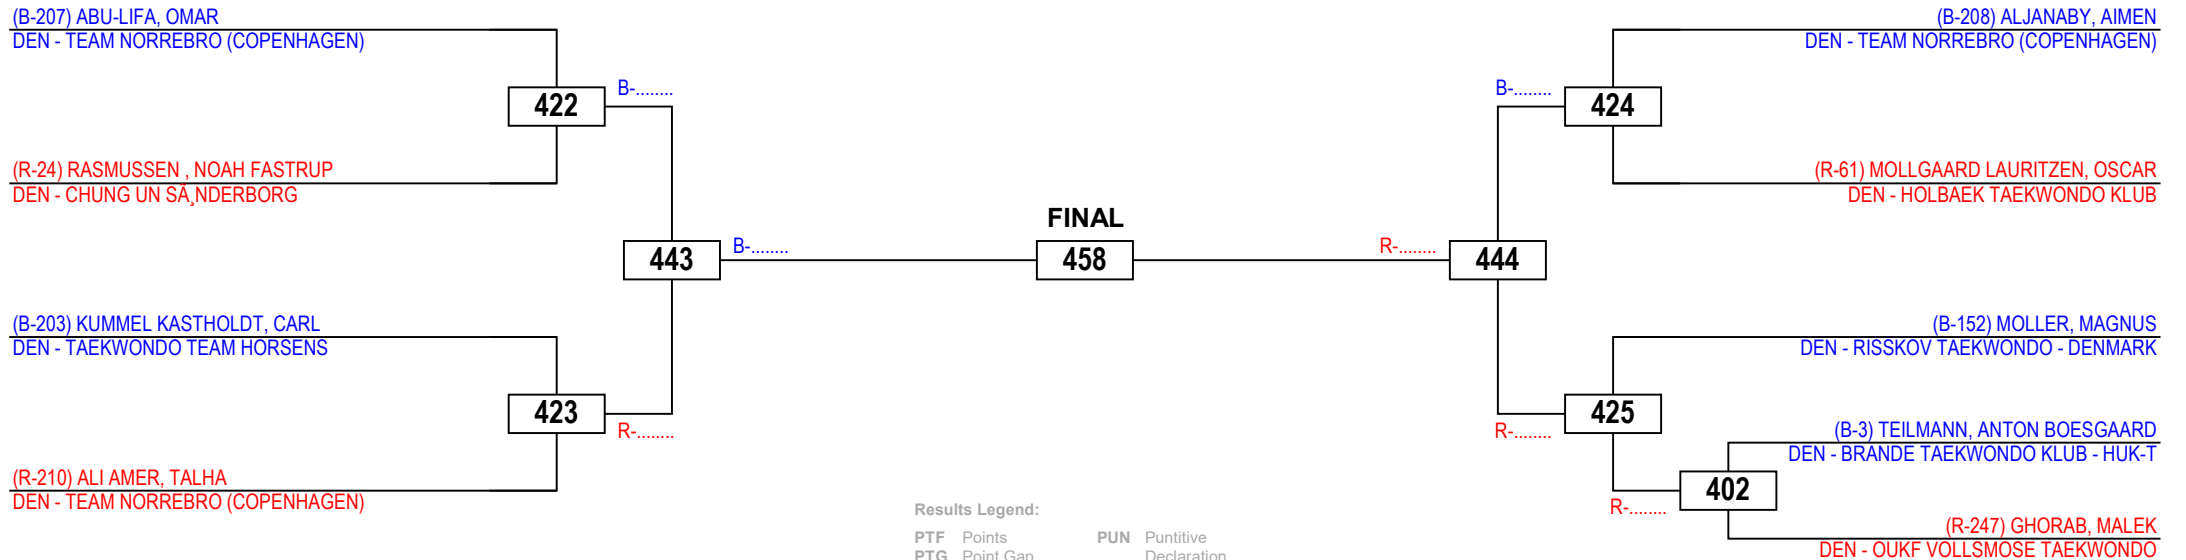 (B-207) ABU-LIFA, OMAR
DEN - TEAM NORREBRO (COPENHAGEN)
422
B-........
(R-24) RASMUSSEN , NOAH FASTRUP
DEN - CHUNG UN SÃ¸NDERBORG
443
B-........
(B-203) KUMMEL KASTHOLDT, CARL
DEN - TAEKWONDO TEAM HORSENS
423
R-........
(R-210) ALI AMER, TALHA
DEN - TEAM NORREBRO (COPENHAGEN)
FINAL
458
(B-208) ALJANABY, AIMEN
DEN - TEAM NORREBRO (COPENHAGEN)
B-........
424
(R-61) MOLLGAARD LAURITZEN, OSCAR
DEN - HOLBAEK TAEKWONDO KLUB
R-........
444
(B-152) MOLLER, MAGNUS
DEN - RISSKOV TAEKWONDO - DENMARK
425
R-........
(B-3) TEILMANN, ANTON BOESGAARD
DEN - BRANDE TAEKWONDO KLUB - HUK-T
402
R-........
(R-247) GHORAB, MALEK
DEN - OUKF VOLLSMOSE TAEKWONDO
Results Legend:
PTF Points PUN Puntitive
PTG Point Gap Declaration